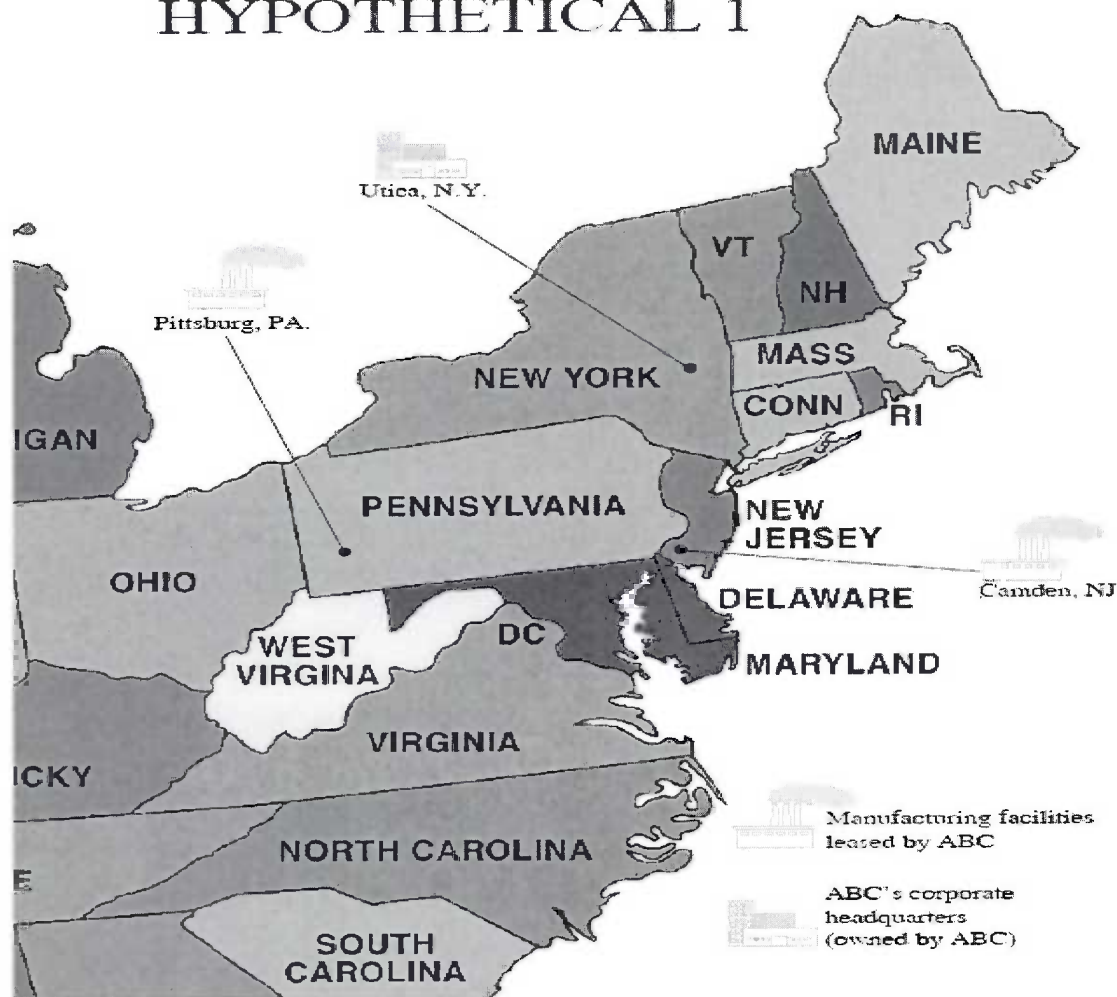 HYPOTHETICAL 1
MAINE
Utica, N.Y.
VT
NH
Pittsburg, PA.
MASS
NEW YORK
CONN
RI
IGAN
PENNSYLVANIA
NEW
JERSEY
OHIO
Camden, NJ
DELAWARE
DC
WEST
VIRGINA
MARYLAND
VIRGINIA
ICKY
Manufacturing facilities
leased by ABC
NORTH CAROLINA
E
ABC's corporate
headquarters
(owned by ABC)
SOUTH
CAROLINA